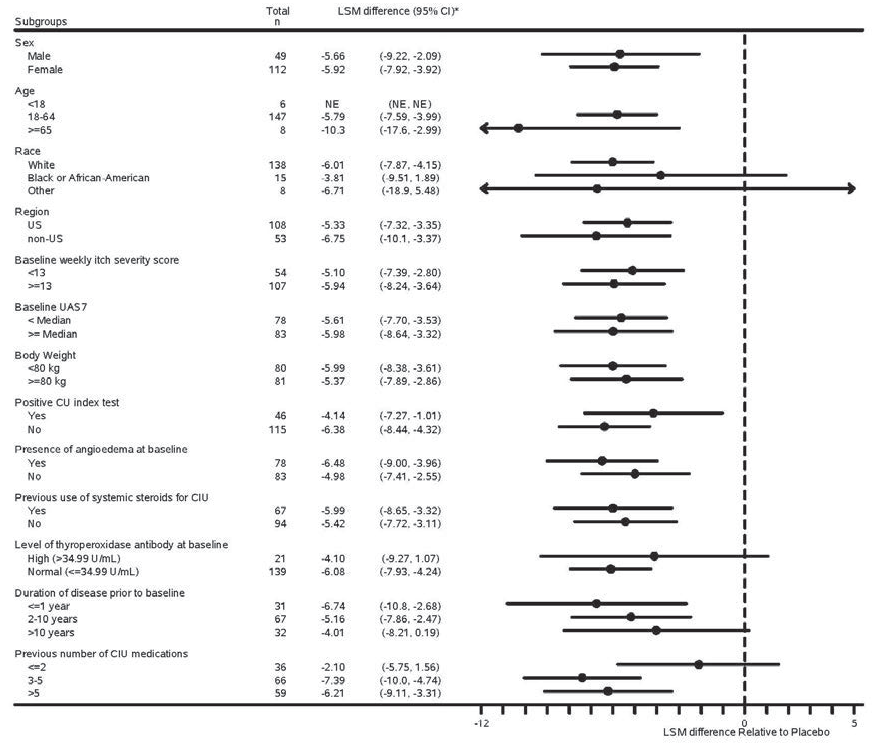 Total LSM difference (95% CI)*
Subgroups n
Sex
Male 49 -5.66 (-9.22, -2.09)
Female 112 -5.92 (-7.92, -3.92)
Age
<18 6 NE (NE, NE)
18-64 147 -5.79 (-7.59, -3.99)
>=65 8 -10.3 (-17.6, -2.99)
Race
White 138 -6.01 (-7.87, -4.15)
Black or African-American 15 -3.81 (-9.51, 1.89)
Other 8 -6.71 (-18.9, 5.48)
Region
US 108 -5.33 (-7.32, -3.35)
non-US 53 -6.75 (-10.1, -3.37)
Baseline weekly itch severity score
<13 54 -5.10 (-7.39, -2.80)
>=13 107 -5.94 (-8.24, -3.64)
Baseline UAS7
< Median 78 -5.61 (-7.70, -3.53)
>= Median 83 -5.98 (-8.64, -3.32)
Body Weight
<80 kg 80 -5.99 (-8.38, -3.61)
>=80 kg 81 -5.37 (-7.89, -2.86)
Positive CU index test
Yes 46 -4.14 (-7.27, -1.01)
No 115 -6.38 (-8.44, -4.32)
Presence of angioedema at baseline
Yes 78 -6.48 (-9.00, -3.96)
No 83 -4.98 (-7.41, -2.55)
Previous use of systemic steroids for CIU
Yes 67 -5.99 (-8.65, -3.32)
No 94 -5.42 (-7.72, -3.11)
Level of thyroperoxidase antibody at baseline
High (>34.99 U/mL) 21 -4.10 (-9.27, 1.07)
Normal (<=34.99 U/mL) 139 -6.08 (-7.93, -4.24)
Duration of disease prior to baseline
<=1 year 31 -6.74 (-10.8, -2.68)
2-10 years 67 -5.16 (-7.86, -2.47)
>10 years 32 -4.01 (-8.21, 0.19)
Previous number of CIU medications
<=2 36 -2.10 (-5.75, 1.56)
3-5 66 -7.39 (-10.0, -4.74)
>5 59 -6.21 (-9.11, -3.31)
-12 0 5
LSM difference Relative to Placebo